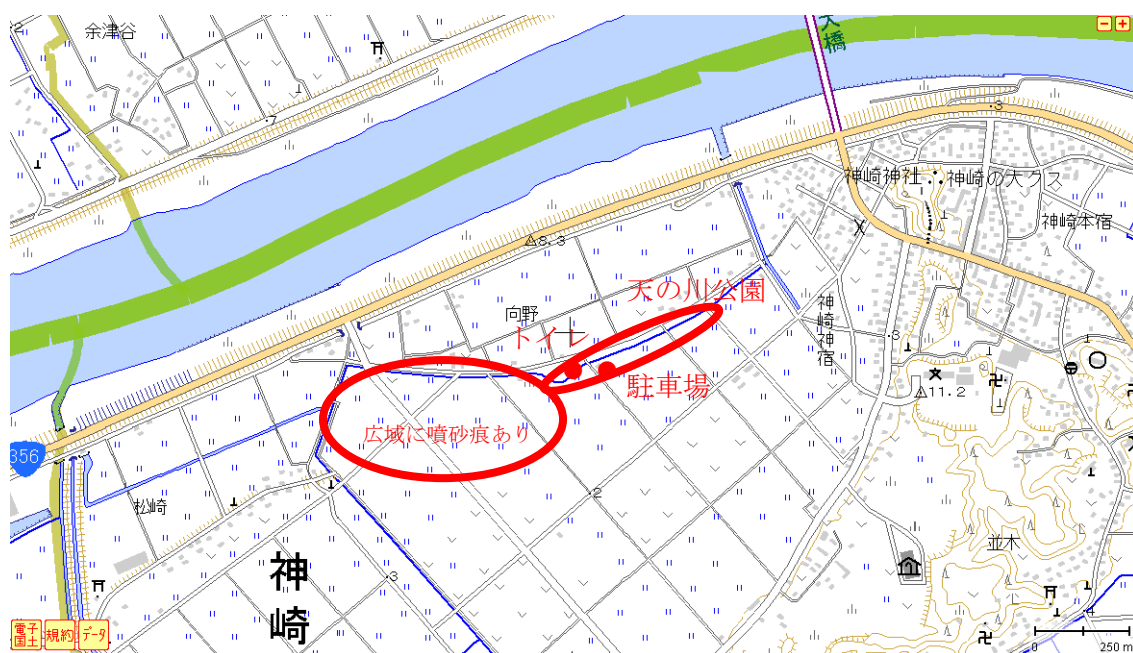 余津谷
大橋
神崎神社
神崎の大クス
神崎本宿
8.3
天の川公園
向野
トイレ
神崎神宿
駐車場
11.2
広域に噴砂痕あり
356
松崎
並木
神崎
電子国土
規約
データ
0
250 m